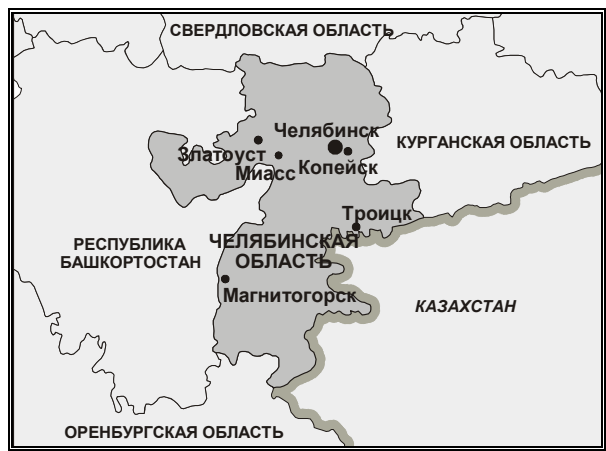 СВЕРДЛОВСКАЯ ОБЛАСТЬ
Челябинск
КУРГАНСКАЯ ОБЛАСТЬ
Златоуст
Миасс
Копейск
Троицк
РЕСПУБЛИКА
БАШКОРТОСТАН
ЧЕЛЯБИНСКАЯ
ОБЛАСТЬ
Магнитогорск
КАЗАХСТАН
ОРЕНБУРГСКАЯ ОБЛАСТЬ